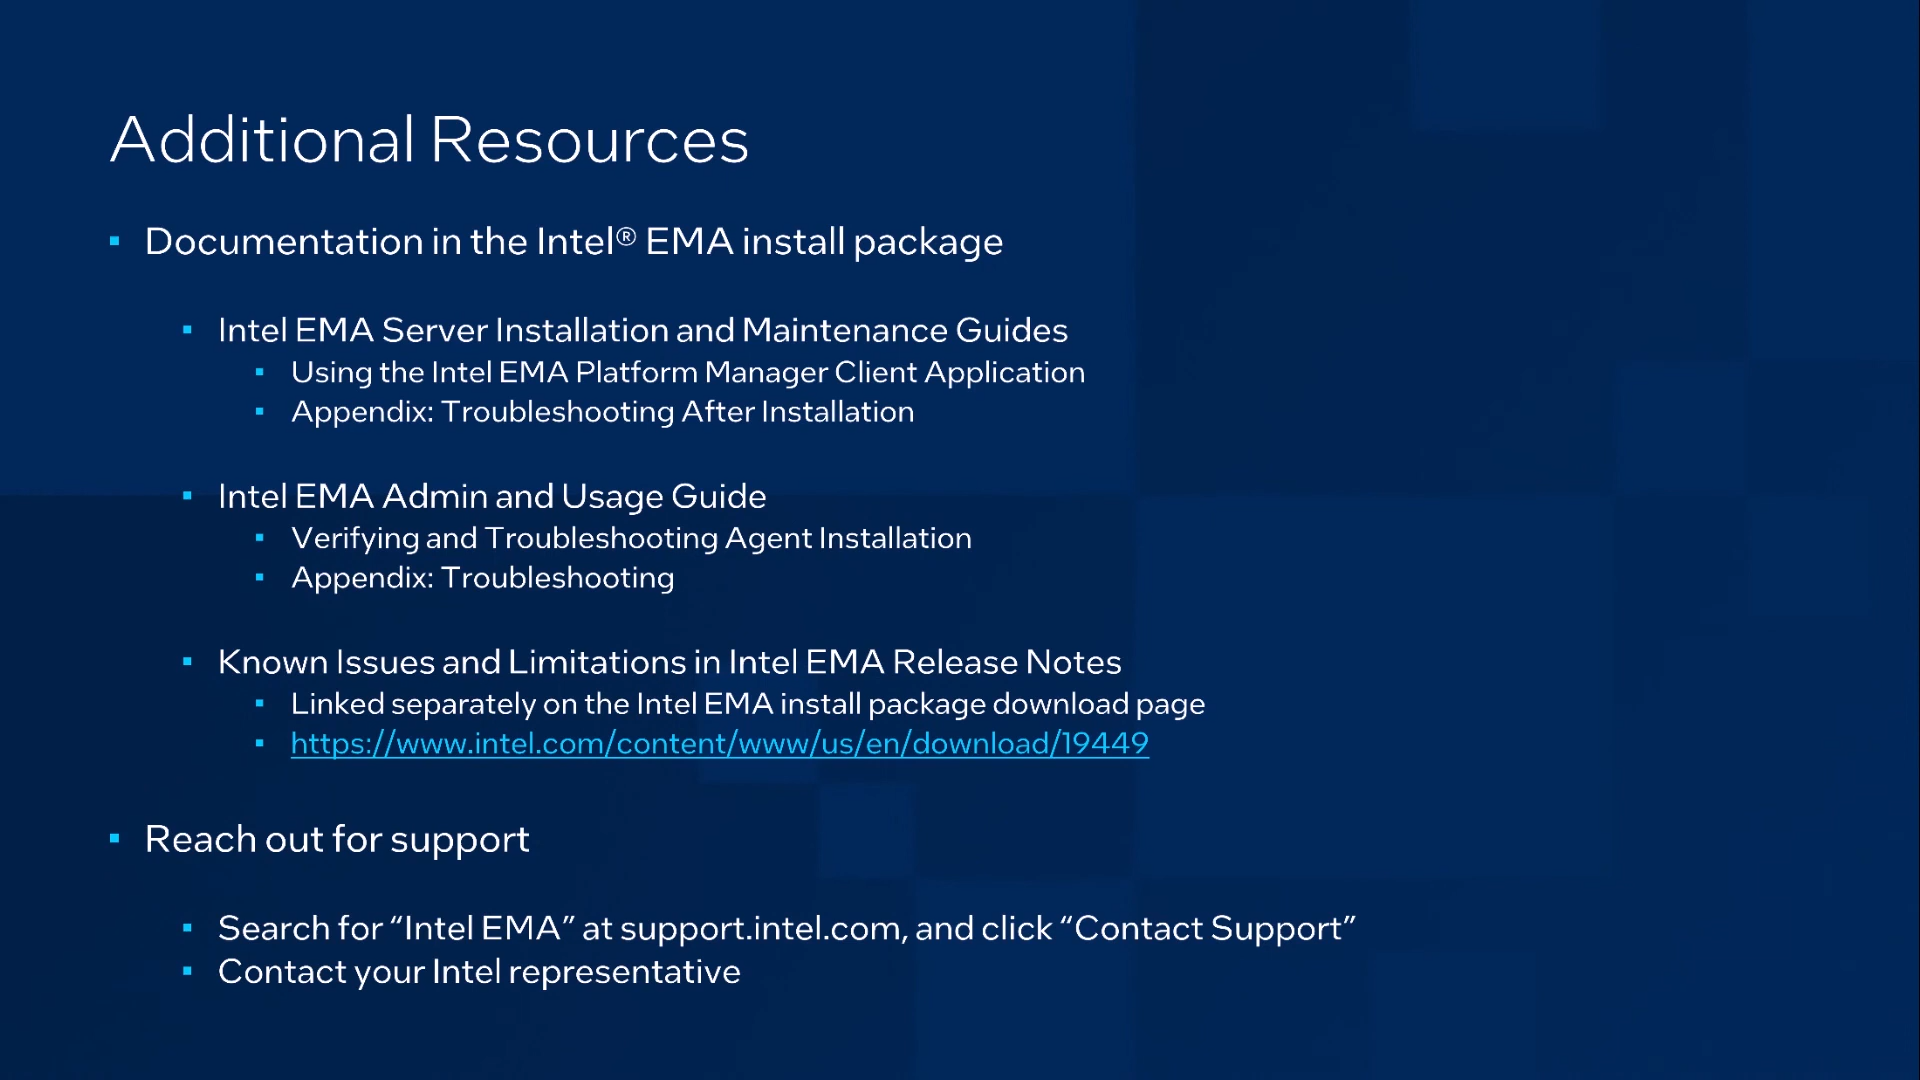 Additional Resources
Documentation in the Intel® EMA install package
Intel EMA Server Installation and Maintenance Guides
Using the Intel EMA Platform Manager Client Application
Appendix: Troubleshooting After Installation
Intel EMA Admin and Usage Guide
Verifying and Troubleshooting Agent Installation
Appendix: Troubleshooting
Known Issues and Limitations in Intel EMA Release Notes
Linked separately on the Intel EMA install package download page
https://www.intel.com/content/www/us/en/download/19449
Reach out for support
Search for “Intel EMA” at support.intel.com, and click “Contact Support”
Contact your Intel representative